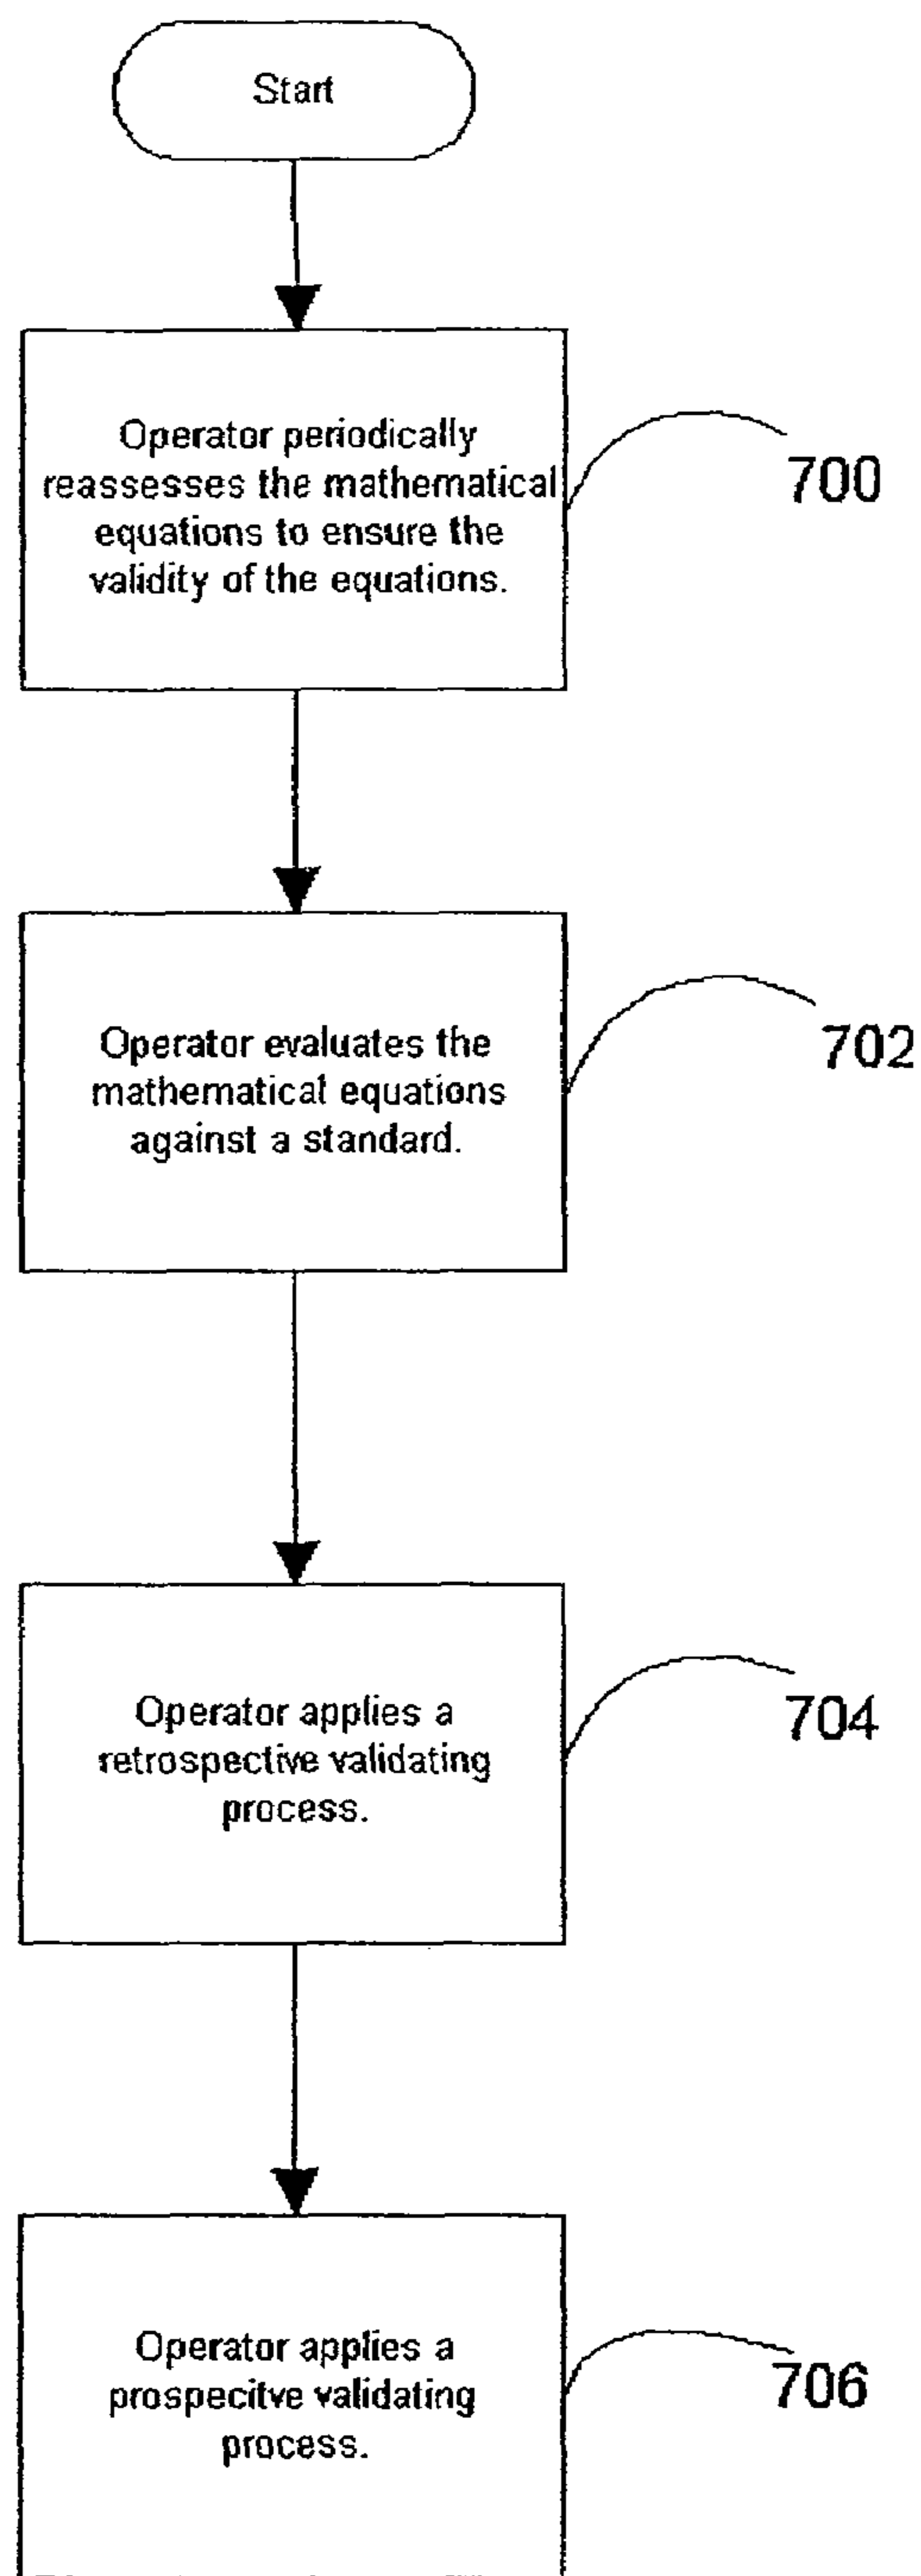 Start
Operator periodically
reassesses the mathematical
equations to ensure the
validity of the equations.
700
Operator evaluates the
mathematical equations
against a standard.
702
Operator applies a
retrospective validating
process.
704
Operator applies a
prospecitve validating
process.
706